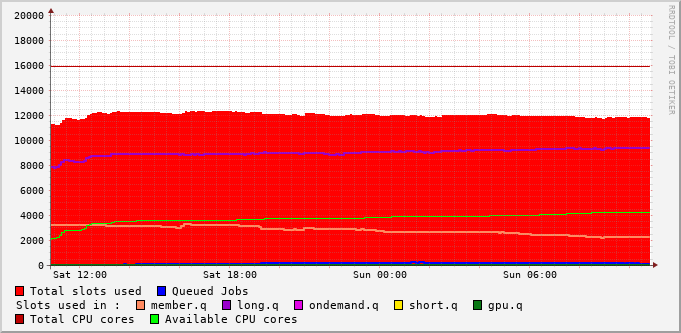 RRDTOOL / TOBI OETIKER
20000
18000
16000
14000
12000
10000
8000
6000
4000
2000
0
Sat 12:00 Sat 18:00 Sun 00:00 Sun 06:00
Total slots used Queued Jobs
Slots used in : member.q long.q ondemand.q short.q gpu.q
Total CPU cores Available CPU cores